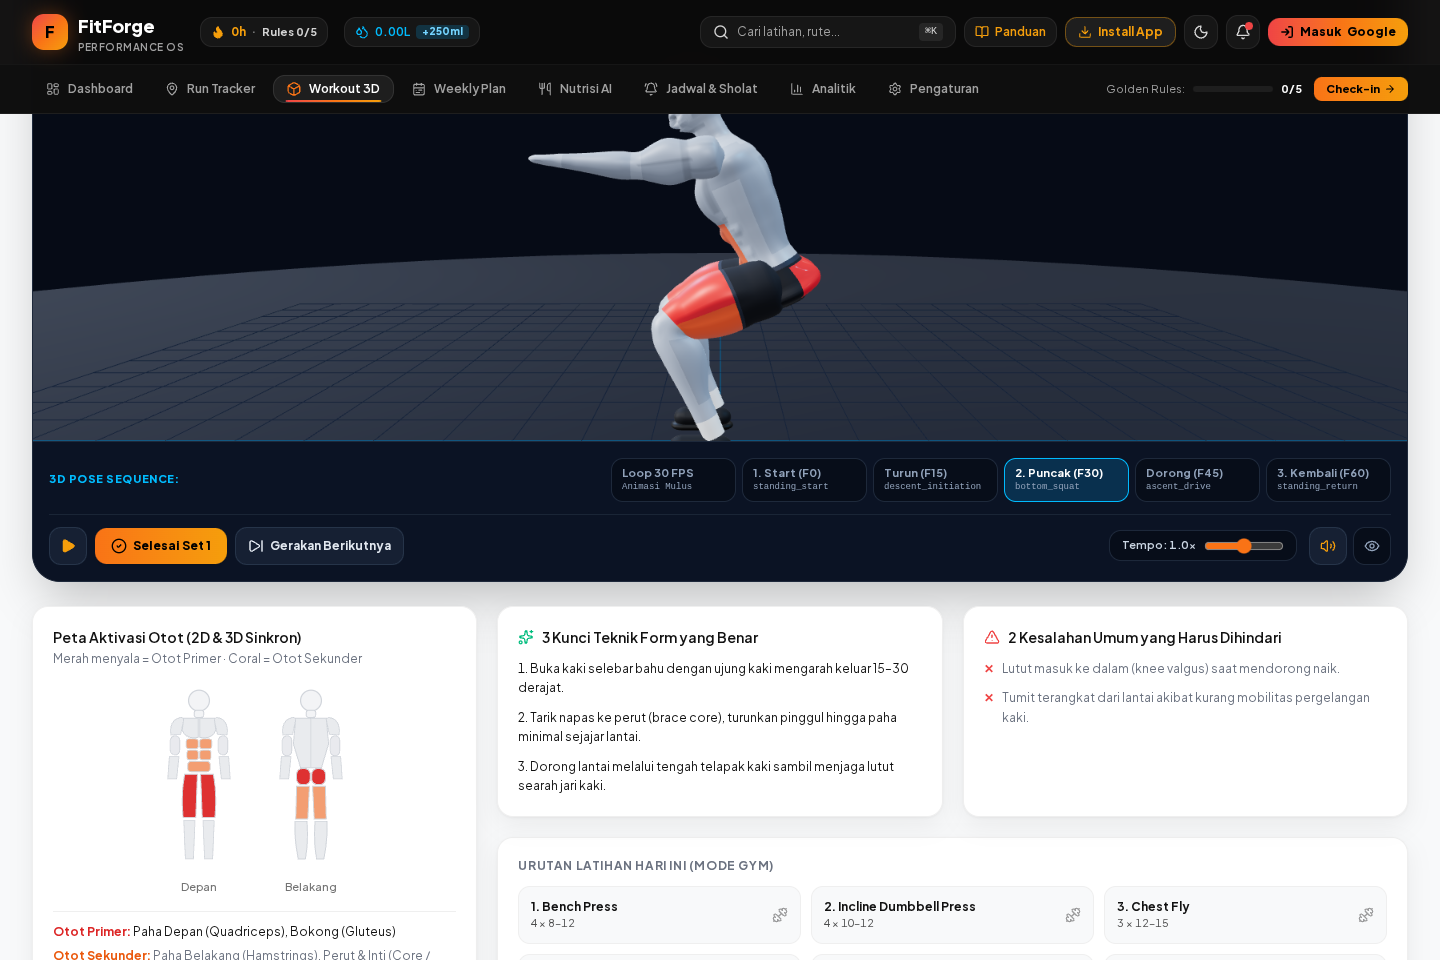 F
FitForge
PERFORMANCE OS
0h · Rules 0/5
0.00L +250ml
Cari latihan, rute...
⌘K
Panduan
Install App
Masuk Google
Dashboard
Run Tracker
Workout 3D
Weekly Plan
Nutrisi AI
Jadwal & Sholat
Analitik
Pengaturan
Golden Rules:
0/5
Check-in →
3D POSE SEQUENCE:
Loop 30 FPS
Animasi Mulus
1. Start (F0)
standing_start
Turun (F15)
descent_initiation
2. Puncak (F30)
bottom_squat
Dorong (F45)
ascent_drive
3. Kembali (F60)
standing_return
Selesai Set 1
Gerakan Berikutnya
Tempo: 1.0×
Peta Aktivasi Otot (2D & 3D Sinkron)
Merah menyala = Otot Primer · Coral = Otot Sekunder
Depan
Belakang
Otot Primer: Paha Depan (Quadriceps), Bokong (Gluteus)
Otot Sekunder: Paha Belakang (Hamstrings), Perut & Inti (Core /
3 Kunci Teknik Form yang Benar
1. Buka kaki selebar bahu dengan ujung kaki mengarah keluar 15–30
derajat.
2. Tarik napas ke perut (brace core), turunkan pinggul hingga paha
minimal sejajar lantai.
3. Dorong lantai melalui tengah telapak kaki sambil menjaga lutut
searah jari kaki.
2 Kesalahan Umum yang Harus Dihindari
× Lutut masuk ke dalam (knee valgus) saat mendorong naik.
× Tumit terangkat dari lantai akibat kurang mobilitas pergelangan
kaki.
URUTAN LATIHAN HARI INI (MODE GYM)
1. Bench Press
4 × 8–12
2. Incline Dumbbell Press
4 × 10–12
3. Chest Fly
3 × 12–15